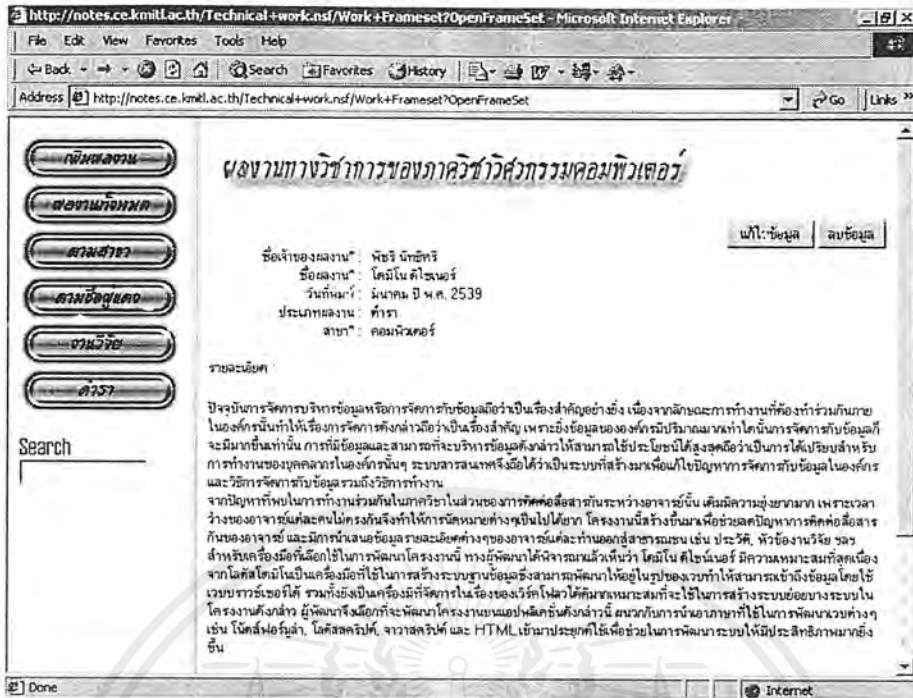 http://notes.ce.kmitl.ac.th/Technical+work.nsf/Work+Frameset?OpenFrameSet - Microsoft Internet Explorer
File Edit View Favorites Tools Help
Back Search Favorites History
Address http://notes.ce.kmitl.ac.th/Technical+work.nsf/Work+Frameset?OpenFrameSet Go Links »
เพิ่มผลงาน
ผลงานทั้งหมด
ตามสาขา
ตามชื่อผู้แต่ง
งานวิจัย
ตำรา
Search
ผลงานทางวิชาการของภาควิชาวิศวกรรมคอมพิวเตอร์
แก้ไขข้อมูล ลบข้อมูล
ชื่อเจ้าของผลงาน* : พัชรี
ชื่อผลงาน* : โดมิโน ดีไซเนอร์
วันที่พิมพ์ : มีนาคม ปี พ.ศ. 2539
ประเภทผลงาน : ตำรา
สาขา* : คอมพิวเตอร์
รายละเอียด
ปัจจุบันการจัดการบริหารข้อมูลหรือการจัดการกับข้อมูลถือว่าเป็นเรื่องสำคัญอย่างยิ่ง เนื่องจากลักษณะการทำงานที่ต้องทำร่วมกันภาย
ในองค์กรนั้นทำให้เรื่องการจัดการดังกล่าวถือเป็นเรื่องสำคัญ เพราะยิ่งข้อมูลขององค์กรมีปริมาณมากเท่าใดนั้นการจัดการกับข้อมูลก็
จะมีมากขึ้นเท่านั้น การที่มีข้อมูลและสามารถที่จะบริหารข้อมูลดังกล่าวให้สามารถใช้ประโยชน์ได้สูงสุดถือว่าเป็นการได้เปรียบสำหรับ
การทำงานของบุคคลากรในองค์กรนั้นๆ ระบบสารสนเทศจึงถือได้ว่าเป็นระบบที่สร้างมาเพื่อแก้ไขปัญหาการจัดการกับข้อมูลในองค์กร
และวิธีการจัดการกับข้อมูลรวมถึงวิธีการทำงาน
จากปัญหาที่พบในการทำงานร่วมกันในภาควิชาในส่วนของการติดต่อสื่อสารกันระหว่างอาจารย์นั้น เดิมมีความยุ่งยากมาก เพราะเวลา
ว่างของอาจารย์แต่ละคนไม่ตรงกันจึงทำให้การนัดหมายต่างๆเป็นไปได้ยาก โครงงานนี้สร้างขึ้นมาเพื่อช่วยลดปัญหาการติดต่อสื่อสาร
กันของอาจารย์ และมีการนำเสนอข้อมูลรายละเอียดต่างๆของอาจารย์แต่ละท่านออกสู่สาธารณชน เช่น ประวัติ, หัวข้องานวิจัย ฯลฯ
สำหรับเครื่องมือที่เลือกใช้ในการพัฒนาโครงงานนี้ ทางผู้พัฒนาได้พิจารณาแล้วเห็นว่า โดมิโน ดีไซน์เนอร์ มีความเหมาะสมที่สุดเนื่อง
จากโลตัสโดมิโนเป็นเครื่องมือที่ใช้ในการสร้างระบบฐานข้อมูลซึ่งสามารถพัฒนาให้อยู่ในรูปของเวบทำให้สามารถเข้าถึงข้อมูลโดยใช้
เวบบราวซ์เซอร์ได้ รวมทั้งยังเป็นเครื่องมือที่จัดการในเรื่องของเวิร์คโฟลวได้ดีมากเหมาะสมที่จะใช้ในการสร้างระบบย่อยบางระบบใน
โครงงานดังกล่าว ผู้พัฒนาจึงเลือกที่จะพัฒนาโครงงานบนแอปพลิเคชั่นดังกล่าวนี้ ผนวกกับการนำเอาภาษาที่ใช้ในการพัฒนาเวบต่างๆ
เช่น โน้ตส์ฟอร์มูล่า, โลตัสสคริปต์, จาวาสคริปต์ และ HTML เข้ามาประยุกต์ใช้เพื่อช่วยในการพัฒนาระบบให้มีประสิทธิภาพมากยิ่ง
ขึ้น
Done Internet